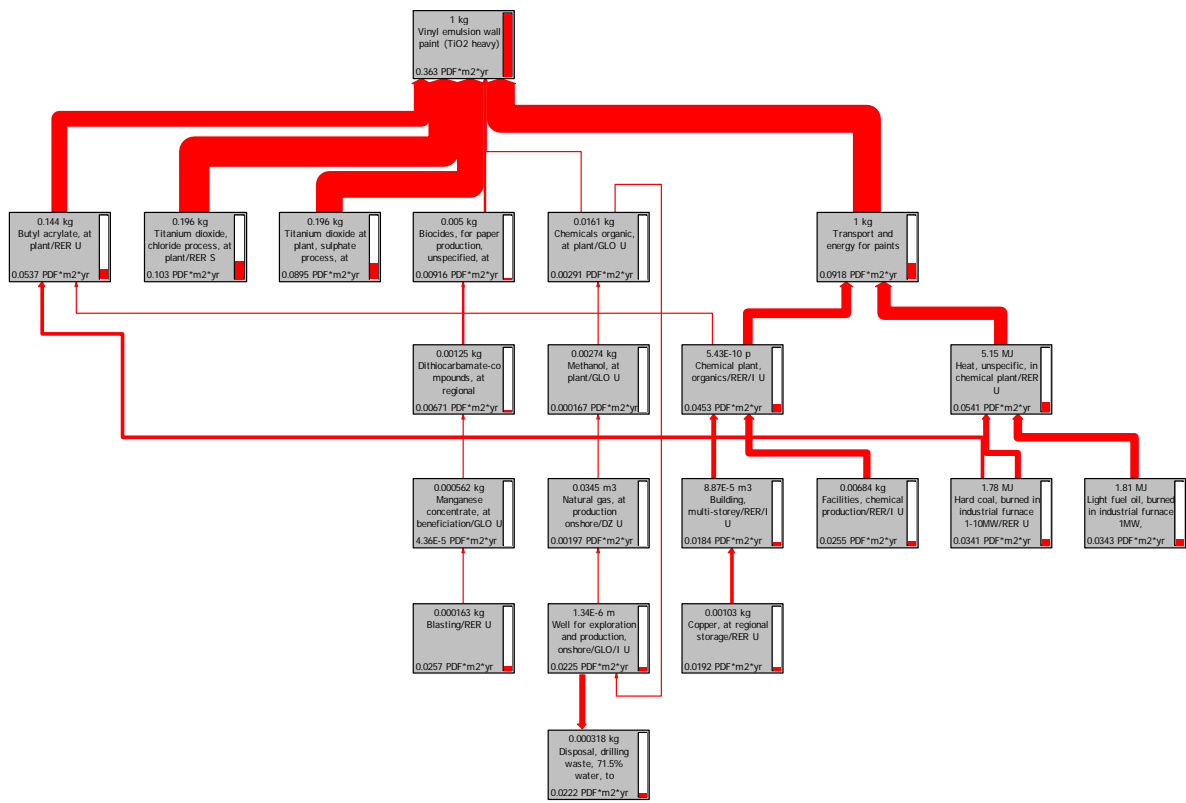 1 kg
Vinyl emulsion wall
paint (TiO2 heavy)
0.363 PDF*m2*yr
0.144 kg
Butyl acrylate, at
plant/RER U
0.0537 PDF*m2*yr
0.196 kg
Titanium dioxide,
chloride process, at
plant/RER S
0.103 PDF*m2*yr
0.196 kg
Titanium dioxide at
plant, sulphate
process, at
0.0895 PDF*m2*yr
0.005 kg
Biocides, for paper
production,
unspecified, at
0.00916 PDF*m2*yr
0.0161 kg
Chemicals organic,
at plant/GLO U
0.00291 PDF*m2*yr
1 kg
Transport and
energy for paints
0.0918 PDF*m2*yr
0.00125 kg
Dithiocarbamate-co
mpounds, at
regional
0.00671 PDF*m2*yr
0.00274 kg
Methanol, at
plant/GLO U
0.000167 PDF*m2*yr
5.43E-10 p
Chemical plant,
organics/RER/I U
0.0453 PDF*m2*yr
5.15 MJ
Heat, unspecific, in
chemical plant/RER
U
0.0541 PDF*m2*yr
0.000562 kg
Manganese
concentrate, at
beneficiation/GLO U
4.36E-5 PDF*m2*yr
0.0345 m3
Natural gas, at
production
onshore/DZ U
0.00197 PDF*m2*yr
8.87E-5 m3
Building,
multi-storey/RER/I
U
0.0184 PDF*m2*yr
0.00684 kg
Facilities, chemical
production/RER/I U
0.0255 PDF*m2*yr
1.78 MJ
Hard coal, burned in
industrial furnace
1-10MW/RER U
0.0341 PDF*m2*yr
1.81 MJ
Light fuel oil, burned
in industrial furnace
1MW,
0.0343 PDF*m2*yr
0.000163 kg
Blasting/RER U
0.0257 PDF*m2*yr
1.34E-6 m
Well for exploration
and production,
onshore/GLO/I U
0.0225 PDF*m2*yr
0.00103 kg
Copper, at regional
storage/RER U
0.0192 PDF*m2*yr
0.000318 kg
Disposal, drilling
waste, 71.5%
water, to
0.0222 PDF*m2*yr